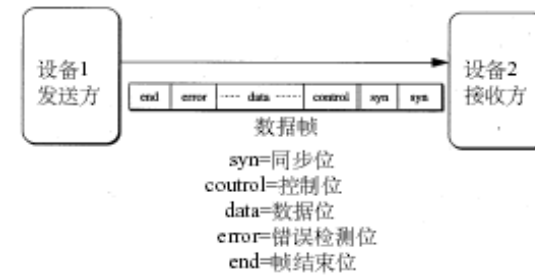 设备1
发送方
设备2
接收方
end error data control syn syn
数据帧
syn=同步位
coutrol=控制位
data=数据位
error=错误检测位
end=帧结束位